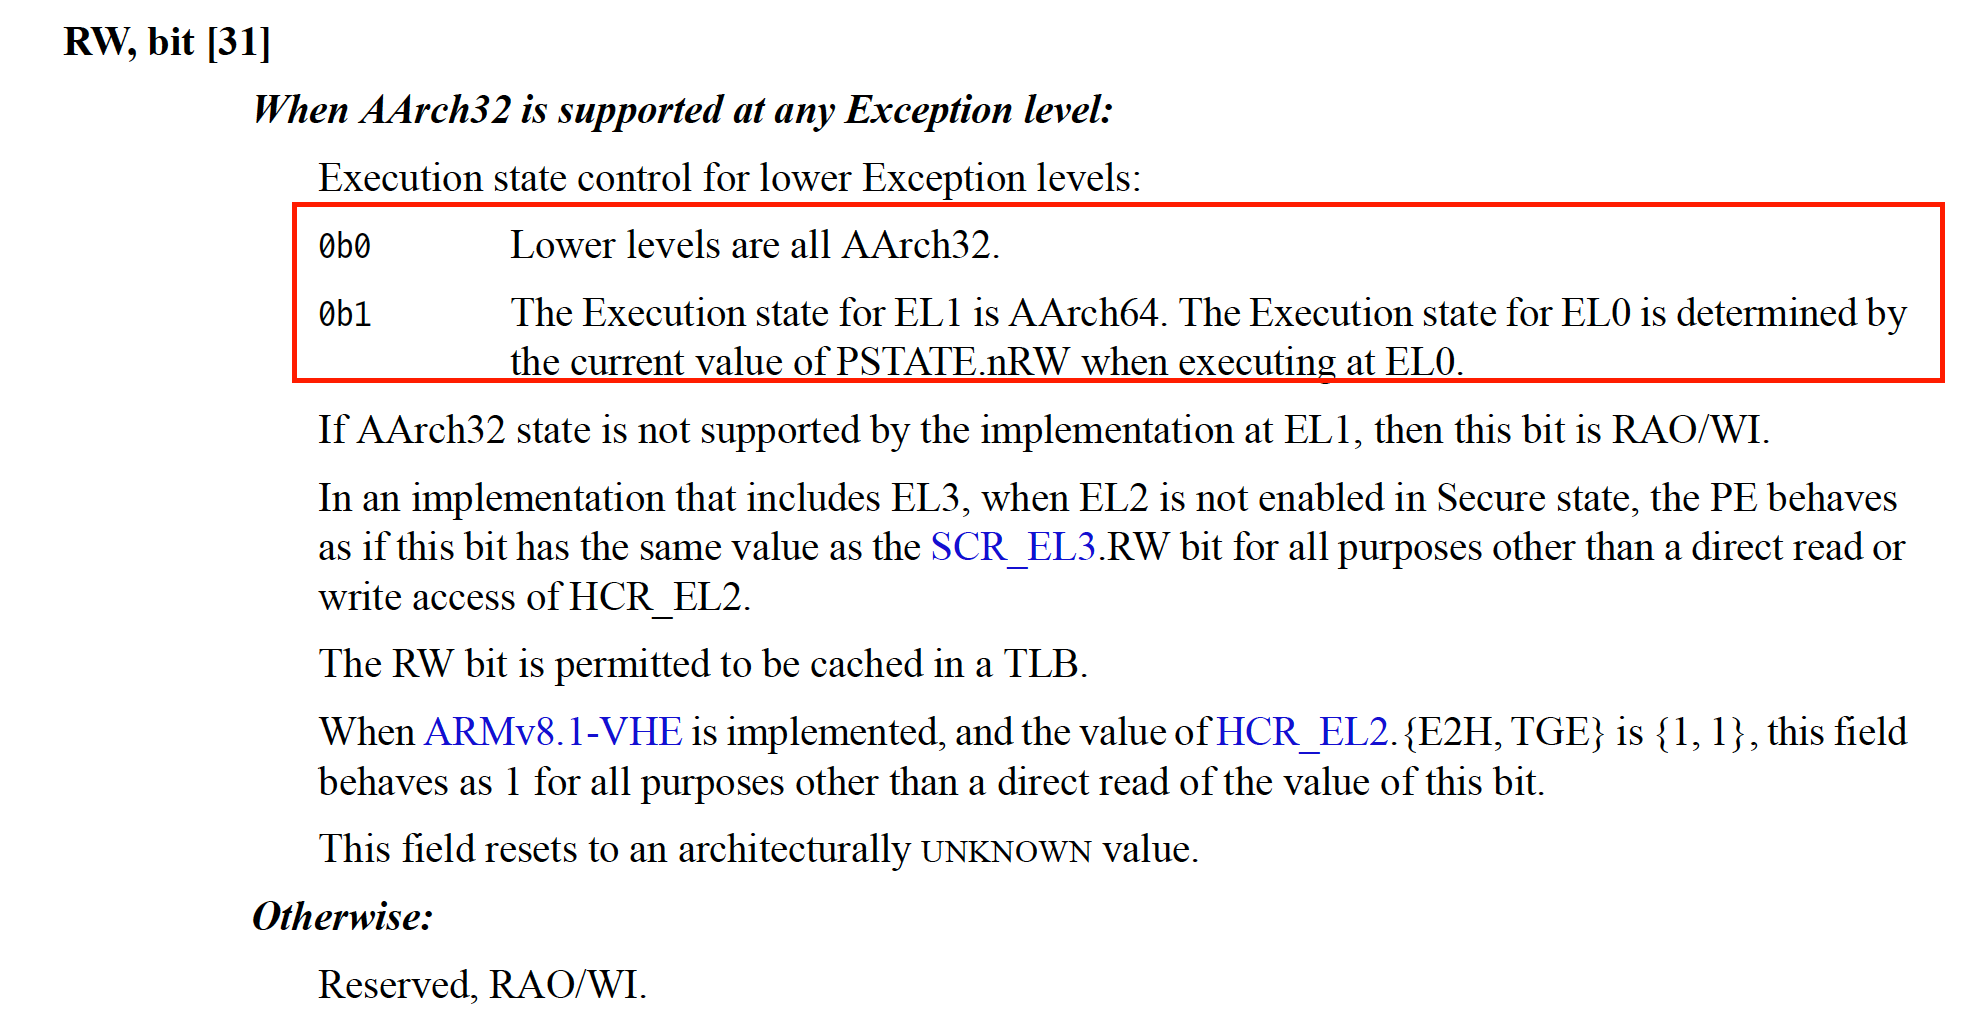 RW, bit [31]
When AArch32 is supported at any Exception level:
Execution state control for lower Exception levels:
0b0 Lower levels are all AArch32.
0b1 The Execution state for EL1 is AArch64. The Execution state for EL0 is determined by
the current value of PSTATE.nRW when executing at EL0.
If AArch32 state is not supported by the implementation at EL1, then this bit is RAO/WI.
In an implementation that includes EL3, when EL2 is not enabled in Secure state, the PE behaves
as if this bit has the same value as the SCR_EL3.RW bit for all purposes other than a direct read or
write access of HCR_EL2.
The RW bit is permitted to be cached in a TLB.
When ARMv8.1-VHE is implemented, and the value of HCR_EL2.{E2H, TGE} is {1, 1}, this field
behaves as 1 for all purposes other than a direct read of the value of this bit.
This field resets to an architecturally UNKNOWN value.
Otherwise:
Reserved, RAO/WI.